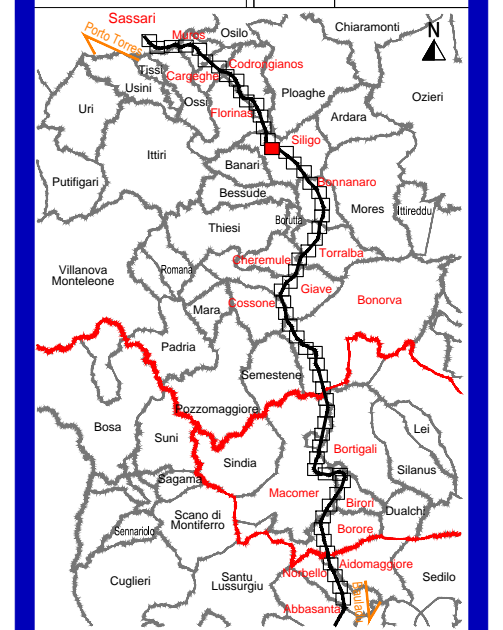 Sassari
Chiaramonti
N
Osilo
Muros
Porto Torres
Tissi
Codrongianos
Cargeghe
Usini
Ploaghe
Ozieri
Ossi
Uri
Florinas
Ardara
Siligo
Ittiri
Banari
Putifigari
Bonnanaro
Bessude
Mores
Ittireddu
Borutta
Thiesi
Torralba
Cheremule
Romana
Villanova
Monteleone
Giave
Bonorva
Cossone
Mara
Padria
Semestene
Pozzomaggiore
Bosa
Lei
Suni
Bortigali
Sindia
Silanus
Sagama
Macomer
Birori
Dualchi
Scano di
Montiferro
Sennariolo
Borore
Aidomaggiore
Norbello
Cuglieri
Santu
Lussurgiu
Sedilo
Abbasanta